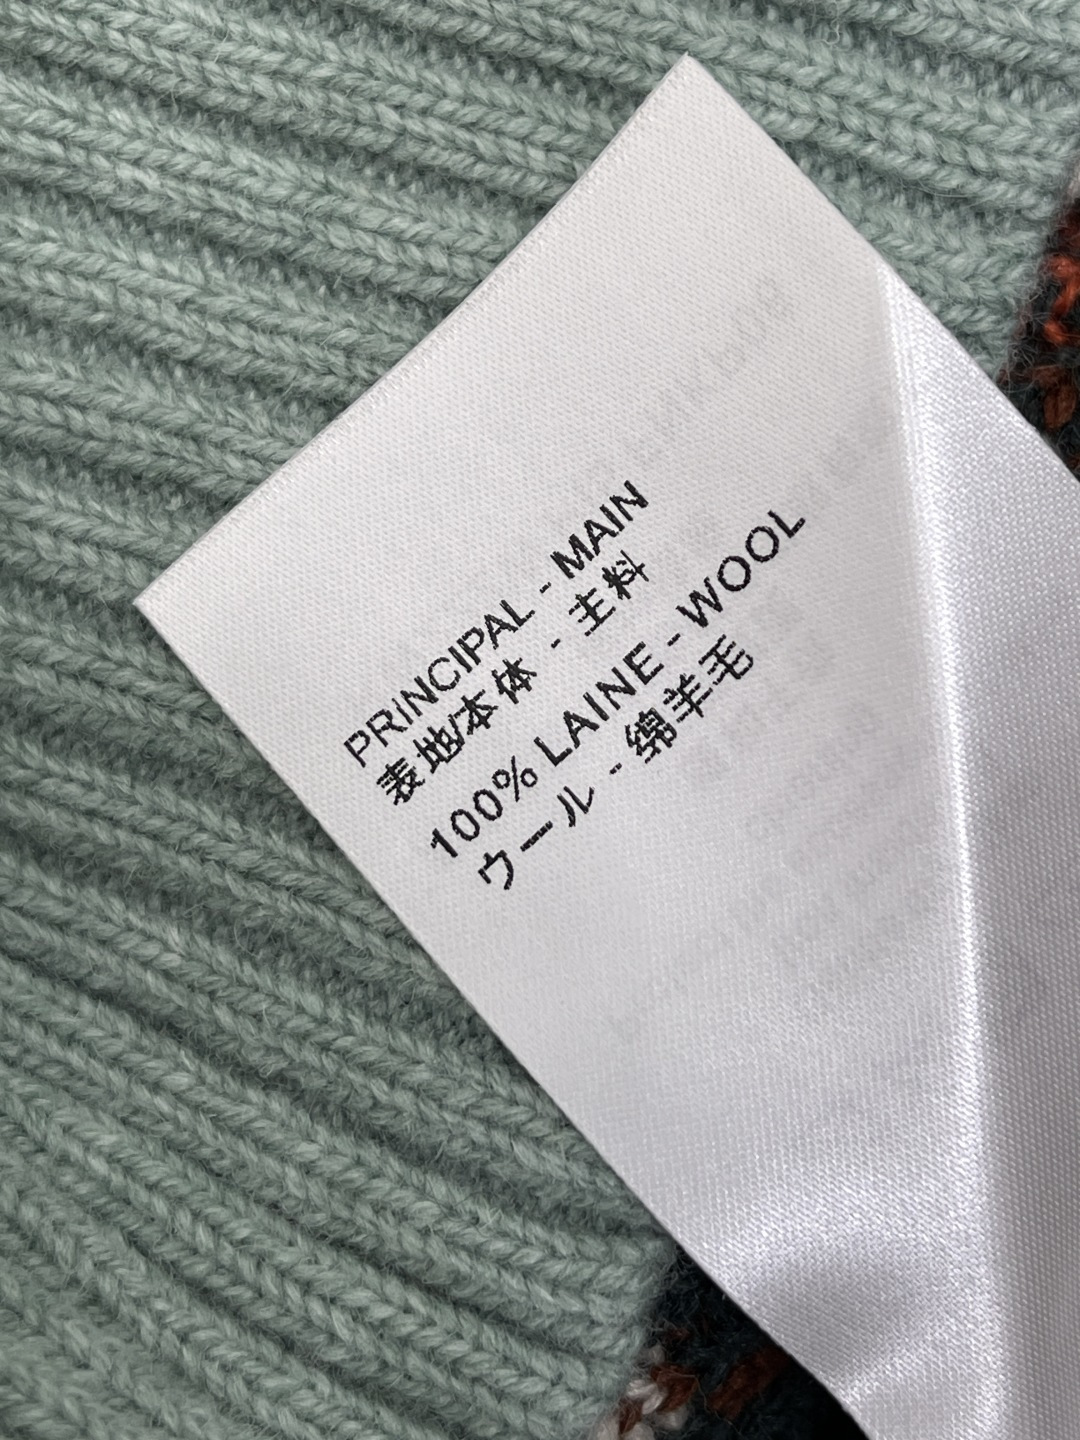 PRINCIPAL - MAIN
表地/本体 - 主料
100% LAINE - WOOL
ウール - 绵羊毛